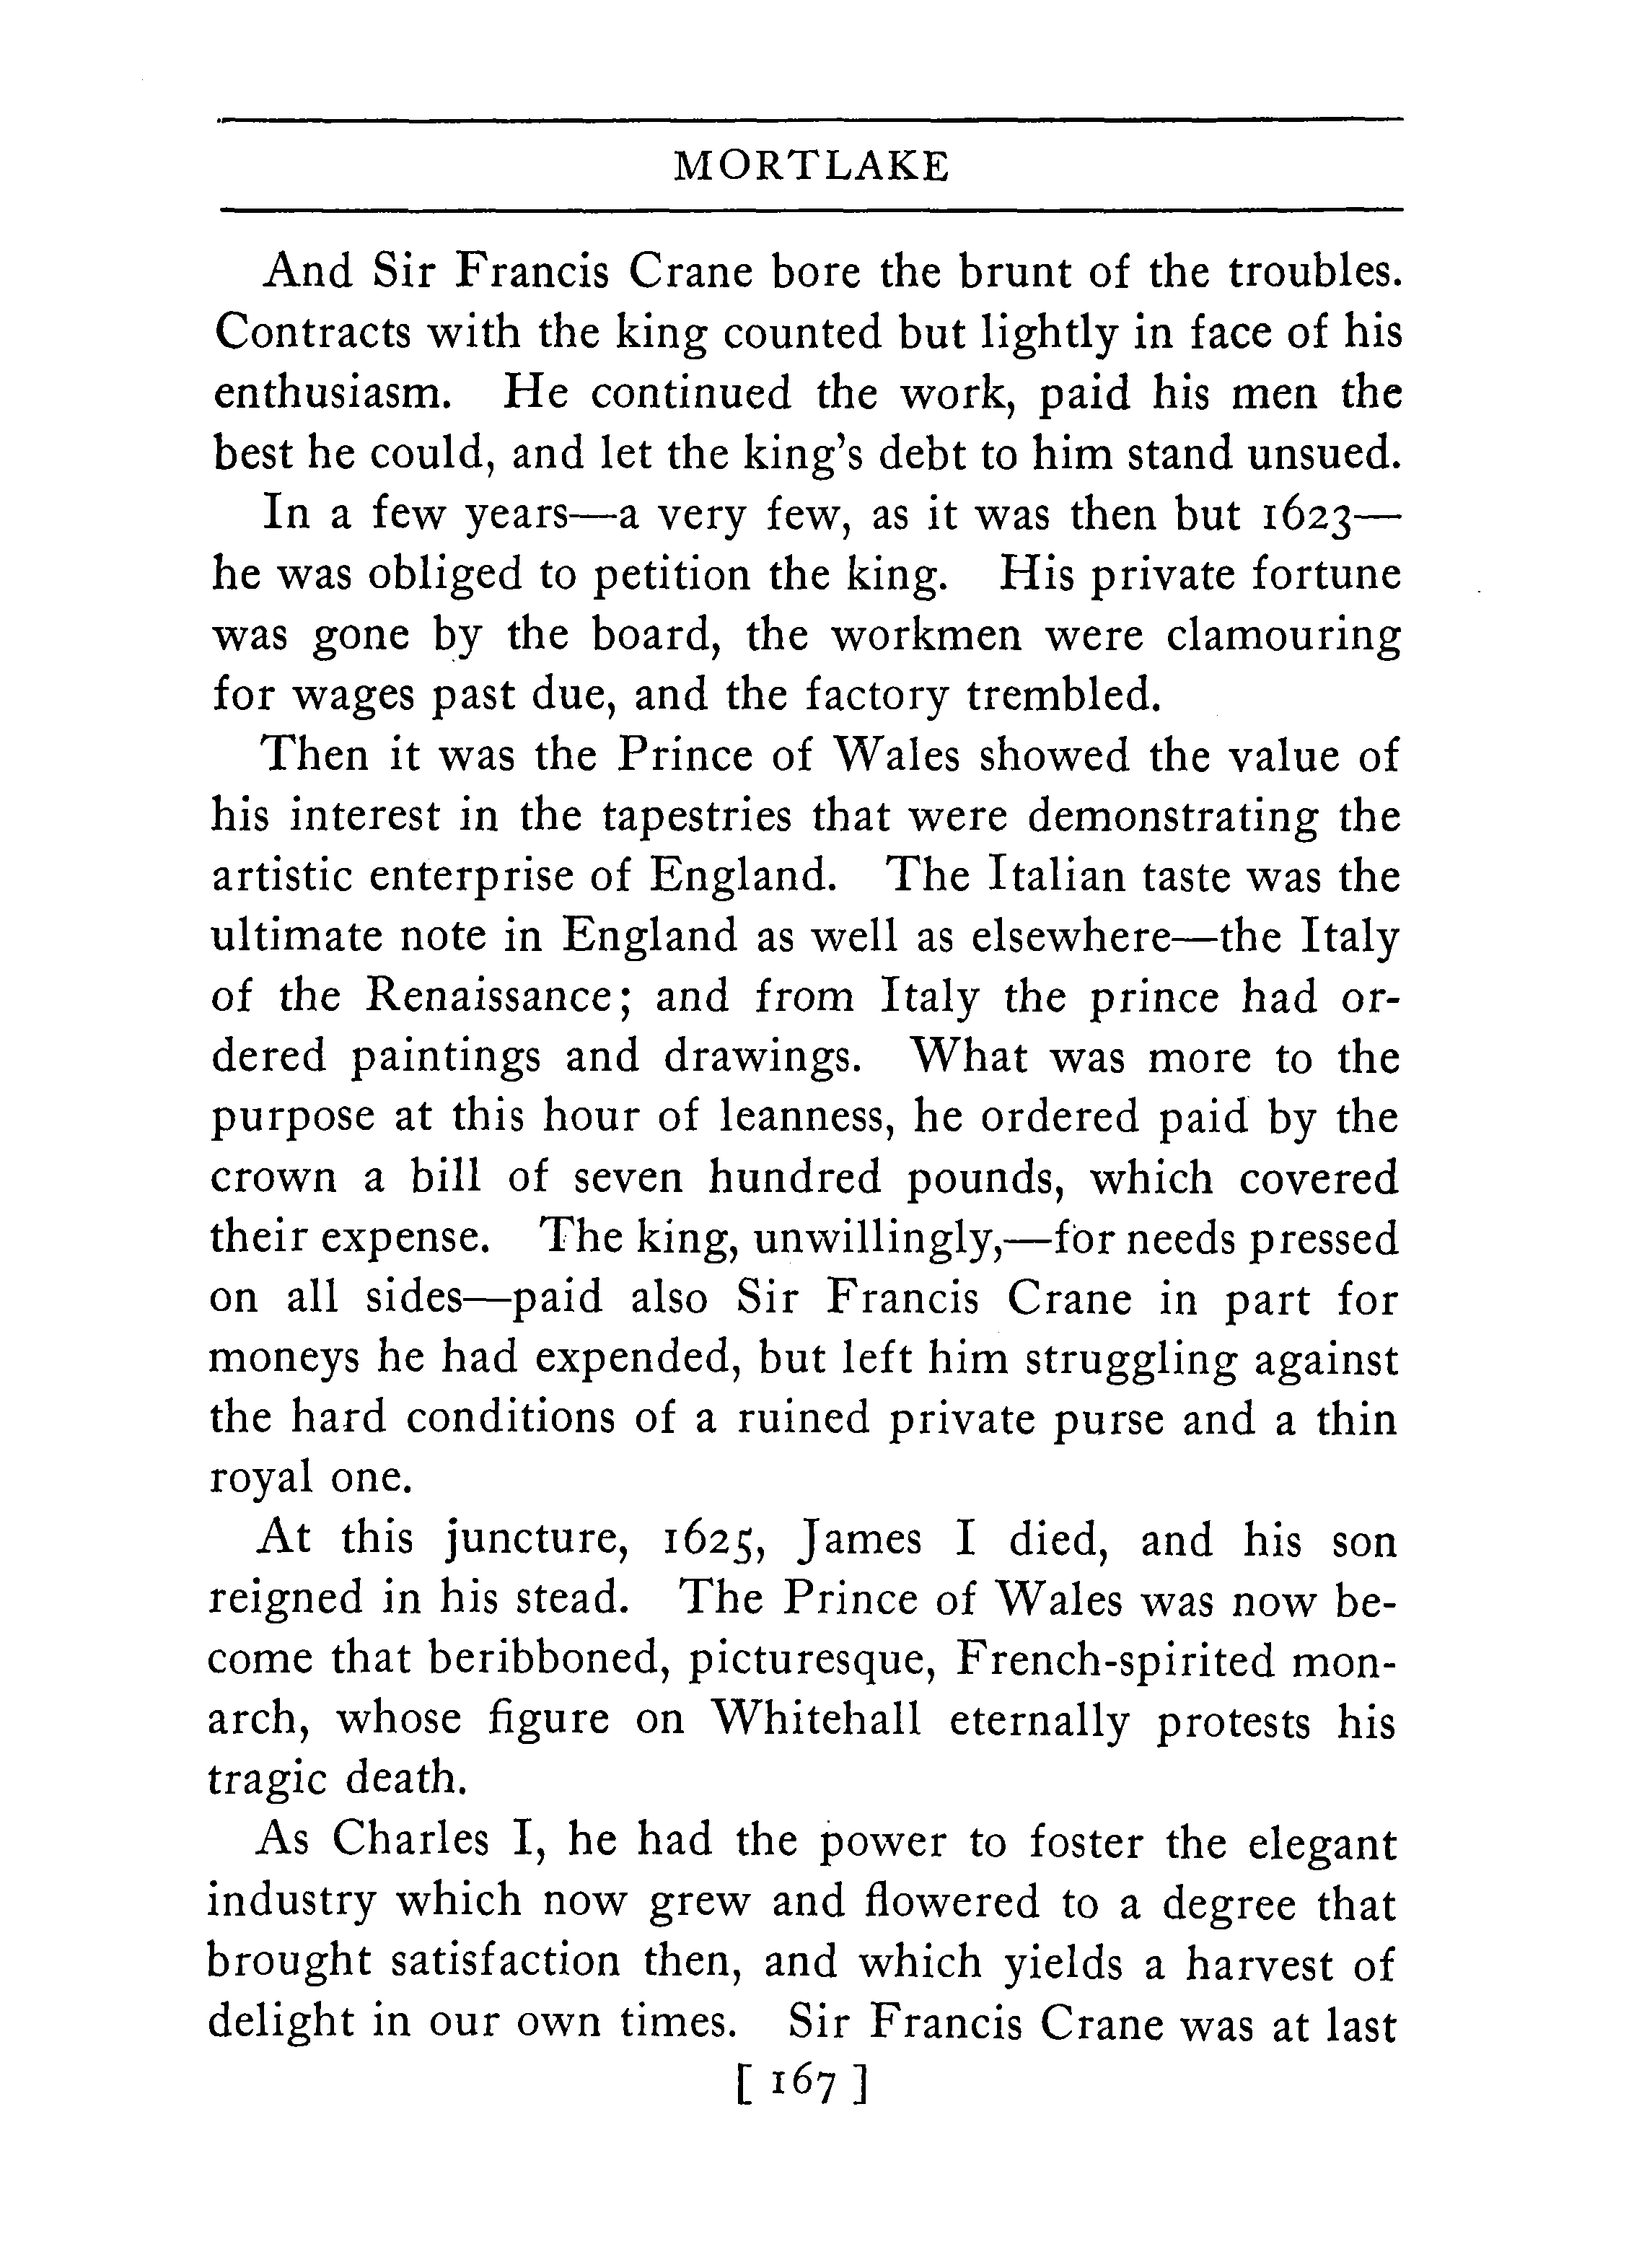 MORTLAKE
And Sir Francis Crane bore the brunt of the troubles.
Contracts with the king counted but lightly in face of his
enthusiasm. He continued the work, paid his men the
best he could, and let the king's debt to him stand unsued.
In a few years—a very few, as it was then but 1623—
he was obliged to petition the king. His private fortune
was gone by the board, the workmen were clamouring
for wages past due, and the factory trembled.
Then it was the Prince of Wales showed the value of
his interest in the tapestries that were demonstrating the
artistic enterprise of England. The Italian taste was the
ultimate note in England as well as elsewhere—the Italy
of the Renaissance; and from Italy the prince had or-
dered paintings and drawings. What was more to the
purpose at this hour of leanness, he ordered paid by the
crown a bill of seven hundred pounds, which covered
their expense. The king, unwillingly,—for needs pressed
on all sides—paid also Sir Francis Crane in part for
moneys he had expended, but left him struggling against
the hard conditions of a ruined private purse and a thin
royal one.
At this juncture, 1625, James I died, and his son
reigned in his stead. The Prince of Wales was now be-
come that beribboned, picturesque, French-spirited mon-
arch, whose figure on Whitehall eternally protests his
tragic death.
As Charles I, he had the power to foster the elegant
industry which now grew and flowered to a degree that
brought satisfaction then, and which yields a harvest of
delight in our own times. Sir Francis Crane was at last
[ 167 ]